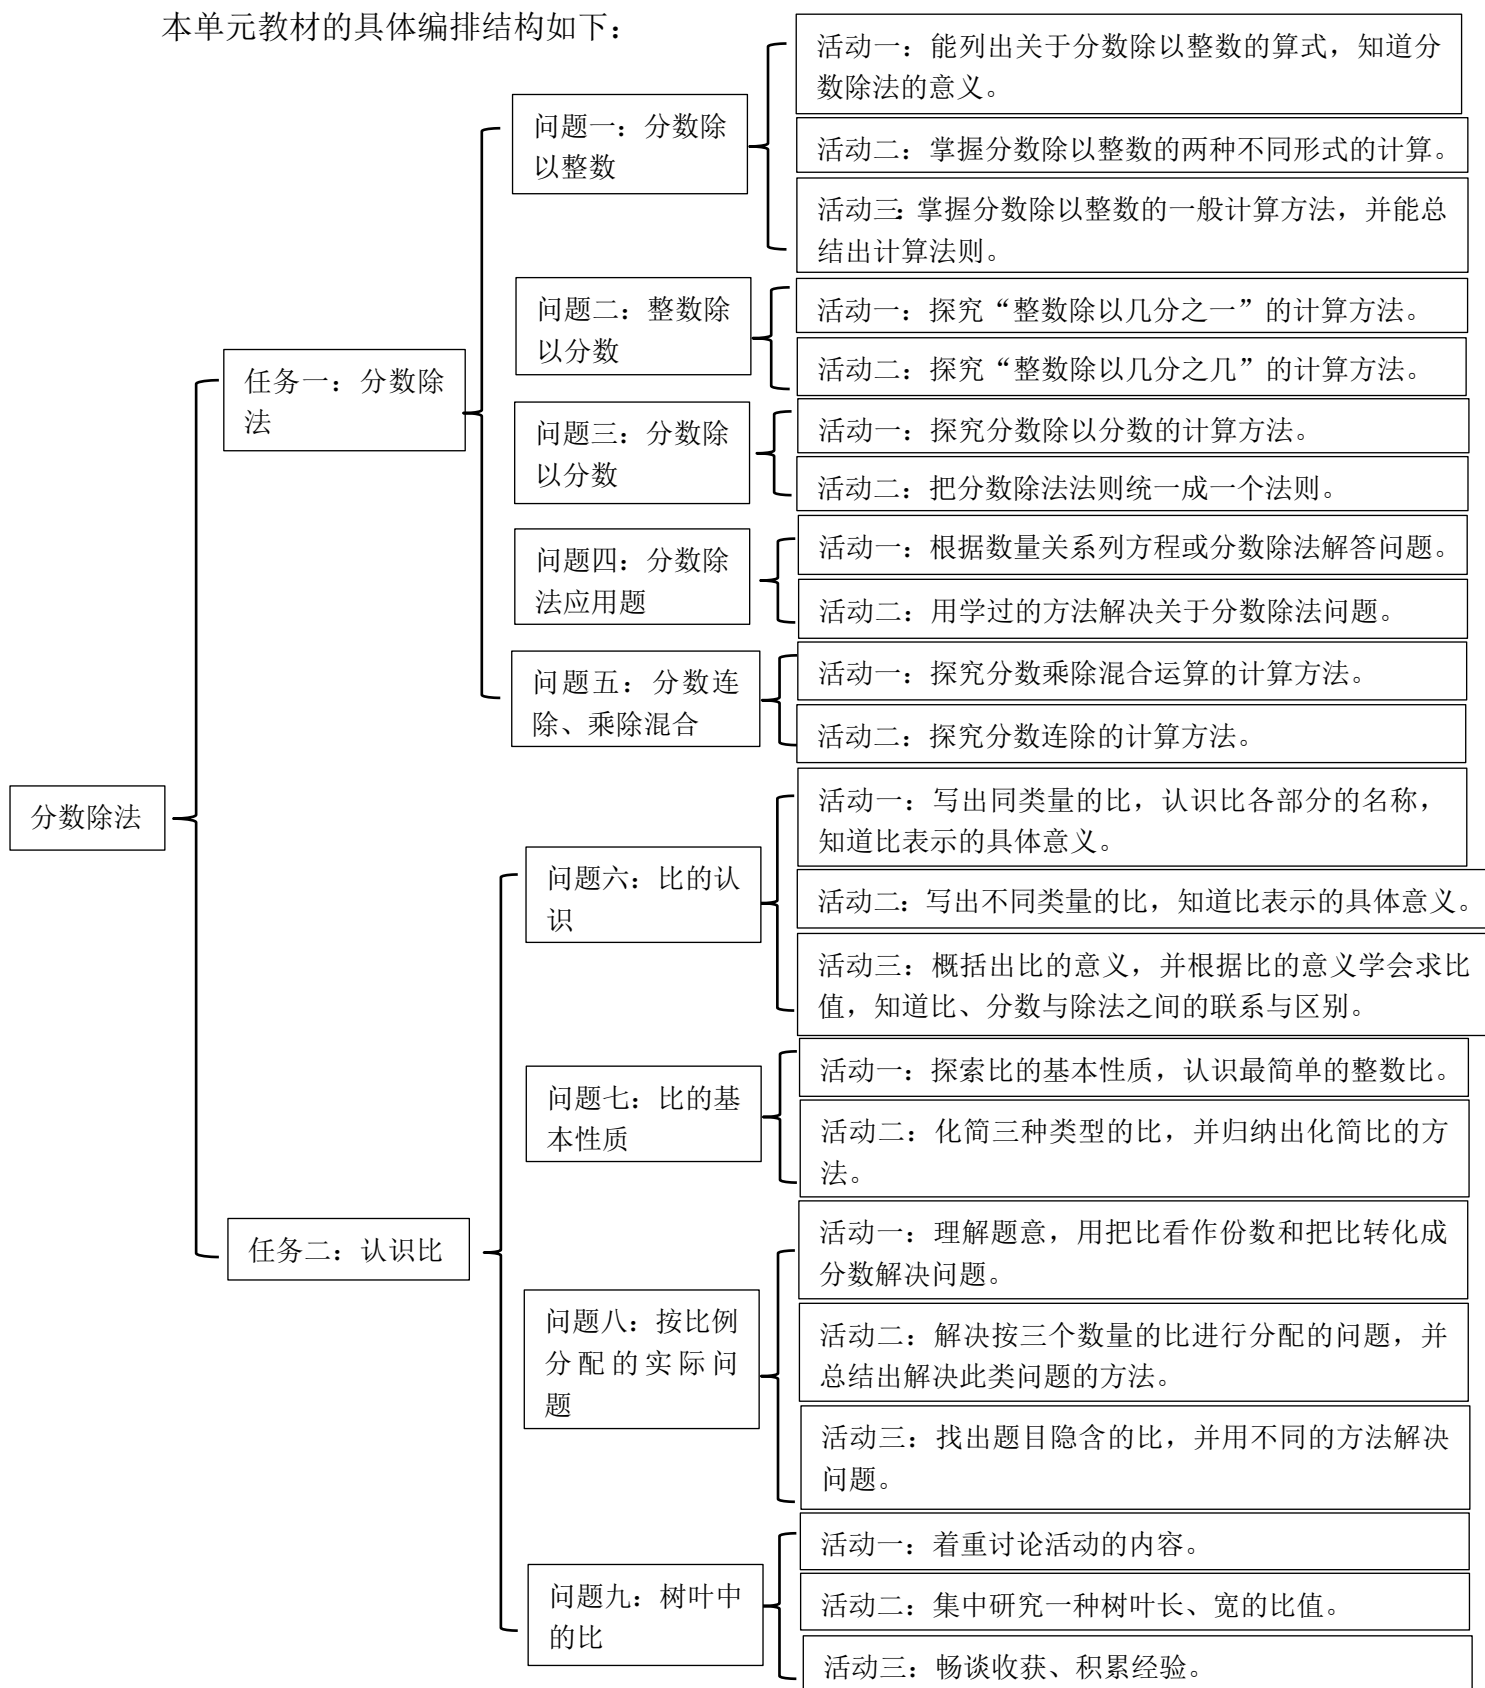 本单元教材的具体编排结构如下：
分数除法
任务一：分数除
法
问题一：分数除
以整数
活动一：能列出关于分数除以整数的算式，知道分
数除法的意义。
活动二：掌握分数除以整数的两种不同形式的计算。
活动三：掌握分数除以整数的一般计算方法，并能总
结出计算法则。
问题二：整数除
以分数
活动一：探究“整数除以几分之一”的计算方法。
活动二：探究“整数除以几分之几”的计算方法。
问题三：分数除
以分数
活动一：探究分数除以分数的计算方法。
活动二：把分数除法法则统一成一个法则。
问题四：分数除
法应用题
活动一：根据数量关系列方程或分数除法解答问题。
活动二：用学过的方法解决关于分数除法问题。
问题五：分数连
除、乘除混合
活动一：探究分数乘除混合运算的计算方法。
活动二：探究分数连除的计算方法。
任务二：认识比
问题六：比的认
识
活动一：写出同类量的比，认识比各部分的名称，
知道比表示的具体意义。
活动二：写出不同类量的比，知道比表示的具体意义。
活动三：概括出比的意义，并根据比的意义学会求比
值，知道比、分数与除法之间的联系与区别。
问题七：比的基
本性质
活动一：探索比的基本性质，认识最简单的整数比。
活动二：化简三种类型的比，并归纳出化简比的方
法。
问题八：按比例
分配的实际问
题
活动一：理解题意，用把比看作份数和把比转化成
分数解决问题。
活动二：解决按三个数量的比进行分配的问题，并
总结出解决此类问题的方法。
活动三：找出题目隐含的比，并用不同的方法解决
问题。
问题九：树叶中
的比
活动一：着重讨论活动的内容。
活动二：集中研究一种树叶长、宽的比值。
活动三：畅谈收获、积累经验。